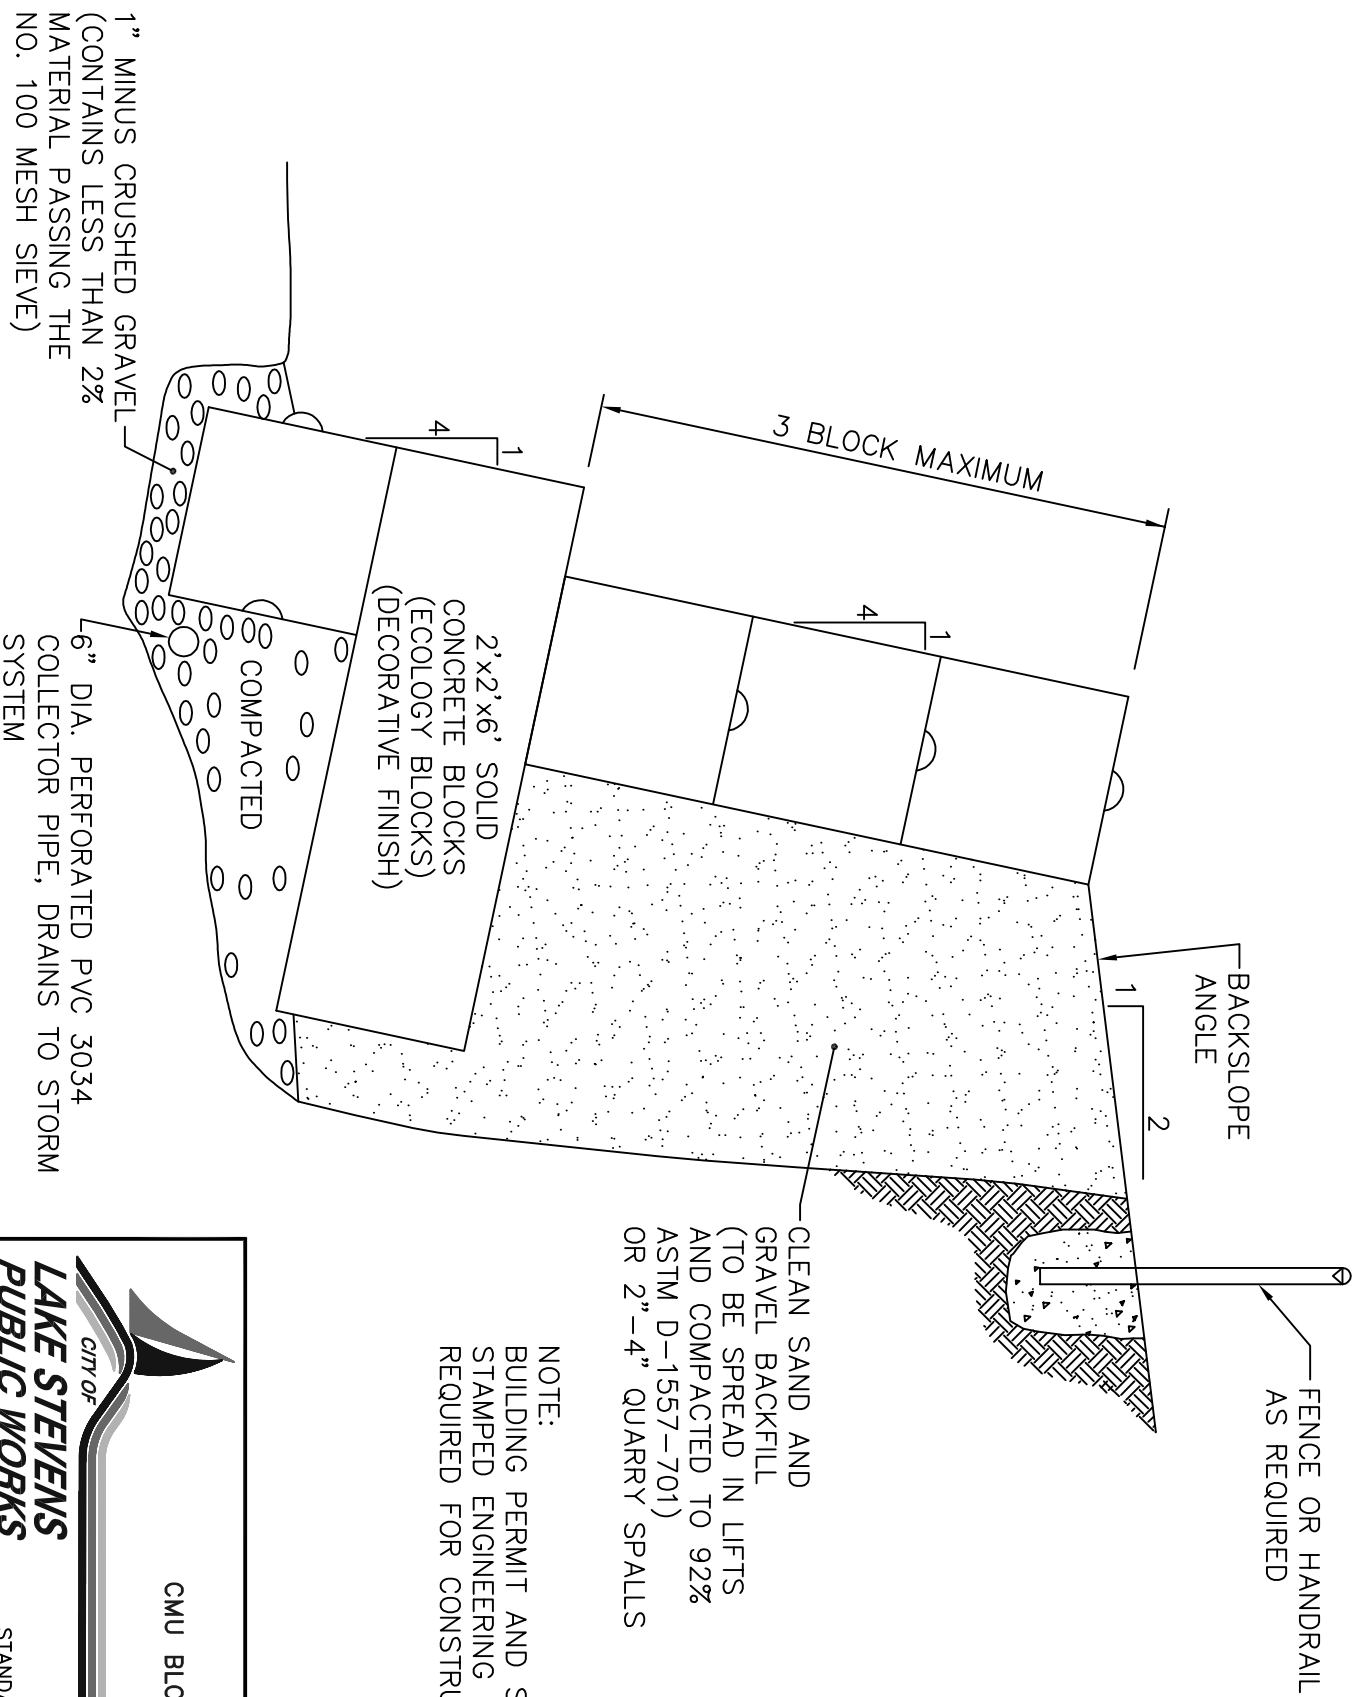 FENCE OR HANDRAIL
AS REQUIRED
BACKSLOPE
ANGLE
1
2
3 BLOCK MAXIMUM
1
4
1
4
CLEAN SAND AND
GRAVEL BACKFILL
(TO BE SPREAD IN LIFTS
AND COMPACTED TO 92%
ASTM D-1557-701)
OR 2"-4" QUARRY SPALLS
2'x2'x6' SOLID
CONCRETE BLOCKS
(ECOLOGY BLOCKS)
(DECORATIVE FINISH)
COMPACTED
1" MINUS CRUSHED GRAVEL
(CONTAINS LESS THAN 2%
MATERIAL PASSING THE
NO. 100 MESH SIEVE)
6" DIA. PERFORATED PVC 3034
COLLECTOR PIPE, DRAINS TO STORM
SYSTEM
NOTE:
BUILDING PERMIT AND
STAMPED ENGINEERING
REQUIRED FOR
CITY OF
LAKE STEVENS
PUBLIC WORKS
CMU